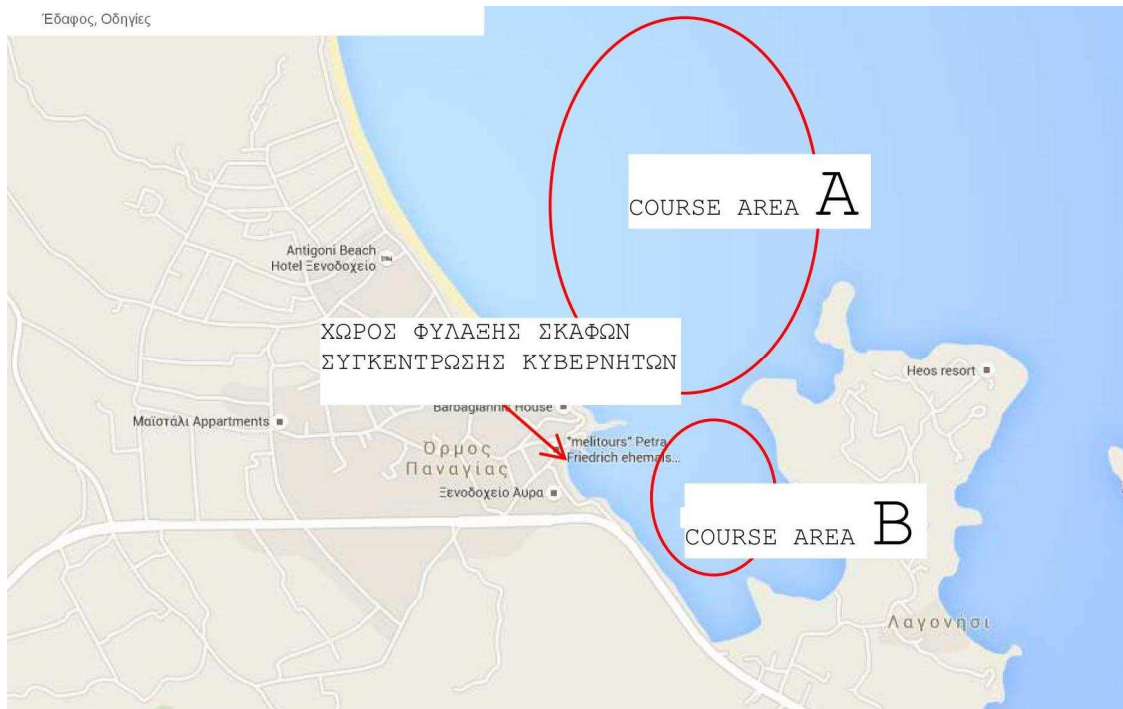 Έδαφος, Οδηγίες
COURSE AREA A
Antigoni Beach
Hotel Ξενοδοχείο
ΧΩΡΟΣ ΦΥΛΑΞΗΣ ΣΚΑΦΩΝ
ΣΥΓΚΕΝΤΡΩΣΗΣ ΚΥΒΕΡΝΗΤΩΝ
Heos resort
Barbagiannis House
Μαϊστάλι Appartments
"melitours" Petra
Friedrich ehemals...
Όρμος
Παναγίας
Ξενοδοχείο Αυρα
COURSE AREA B
Λαγονήσι